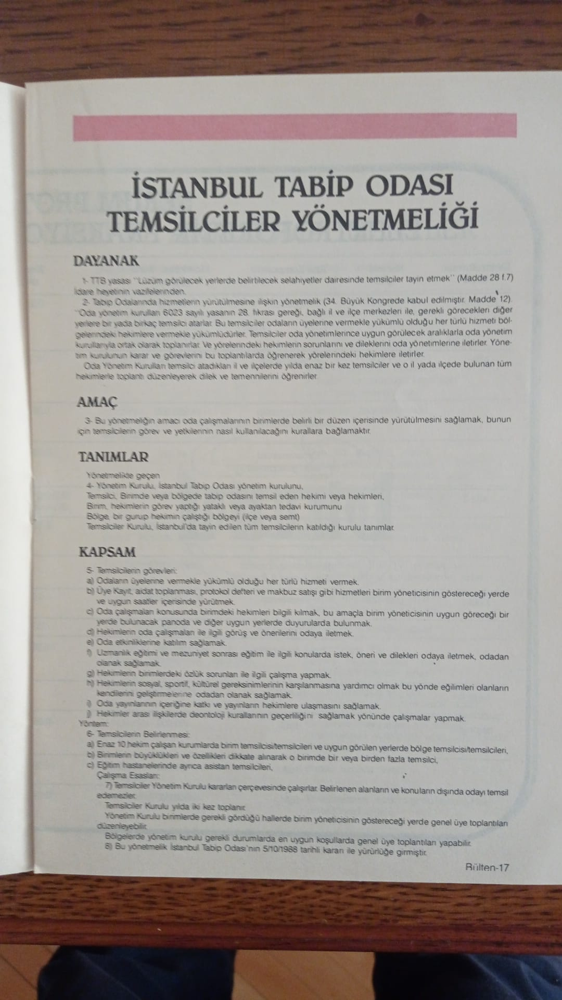 İSTANBUL TABİP ODASI
TEMSİLCİLER YÖNETMELİĞİ
DAYANAK
1- TTB yasası "Lüzüm görülecek yerlerde belirtilecek selahiyetler dairesinde temsilciler tayin etmek" (Madde 28 f.7)
İdare heyetinin vazifelerinden.
2- Tabip Odalarında hizmetlerin yürütülmesine ilişkin yönetmelik (34. Büyük Kongrede kabul edilmiştir. Madde 12).
"Oda yönetim kurulları 6023 sayılı yasanın 28. fıkrası gereği, bağlı il ve ilçe merkezleri ile, gerekli görecekleri diğer
yerlere bir yada birkaç temsilci atarlar. Bu temsilciler odaların üyelerine vermekle yükümlü olduğu her türlü hizmeti böl-
gelerindeki hekimlere vermekle yükümlüdürler. Temsilciler oda yönetimlerince uygun görülecek aralıklarla oda yönetim
kurullarıyla ortak olarak toplanırlar. Ve yörelerindeki hekimlerin sorunlarını ve dileklerini oda yönetimlerine iletirler. Yöne-
tim kurulunun karar ve görevlerini bu toplantılarda öğrenerek yörelerindeki hekimlere iletirler.
Oda Yönetim Kurulları temsilci atadıkları il ve ilçelerde yılda enaz bir kez temsilciler ve o il yada ilçede bulunan tüm
hekimlerle toplantı düzenleyerek dilek ve temennilerini öğrenirler.
AMAÇ
3- Bu yönetmeliğin amacı oda çalışmalarının birimlerde belirli bir düzen içerisinde yürütülmesini sağlamak, bunun
için temsilcilerin görev ve yetkilerinin nasıl kullanılacağını kurallara bağlamaktır.
TANIMLAR
Yönetmelikte geçen
4- Yönetim Kurulu, İstanbul Tabip Odası yönetim kurulunu,
Temsilci, Birimde veya bölgede tabip odasını temsil eden hekimi veya hekimleri,
Birim, hekimlerin görev yaptığı yataklı veya ayaktan tedavi kurumunu
Bölge, bir gurup hekimin çalıştığı bölgeyi (ilçe veya semt)
Temsilciler Kurulu, İstanbul'da tayin edilen tüm temsilcilerin katıldığı kurulu tanımlar.
KAPSAM
5- Temsilcilerin görevleri:
a) Odaların üyelerine vermekle yükümlü olduğu her türlü hizmeti vermek.
b) Üye Kayıt, aidat toplanması, protokol defteri ve makbuz satışı gibi hizmetleri birim yöneticisinin göstereceği yerde
ve uygun saatler içerisinde yürütmek.
c) Oda çalışmaları konusunda birimdeki hekimleri bilgili kılmak, bu amaçla birim yöneticisinin uygun göreceği bir
yerde bulunacak panoda ve diğer uygun yerlerde duyurularda bulunmak.
d) Hekimlerin oda çalışmaları ile ilgili görüş ve önerilerini odaya iletmek.
e) Oda etkinliklerine katılım sağlamak.
f) Uzmanlık eğitimi ve mezuniyet sonrası eğitim ile ilgili konularda istek, öneri ve dilekleri odaya iletmek, odadan
olanak sağlamak.
g) Hekimlerin birimlerdeki özlük sorunları ile ilgili çalışma yapmak.
h) Hekimlerin sosyal, sportif, kültürel gereksinimlerinin karşılanmasına yardımcı olmak bu yönde eğilimleri olanların
kendilerini geliştirmelerine odadan olanak sağlamak.
i) Oda yayınlarının içeriğine katkı ve yayınların hekimlere ulaşmasını sağlamak.
j) Hekimler arası ilişkilerde deontoloji kurallarının geçerliliğini sağlamak yönünde çalışmalar yapmak.
Yöntem:
6- Temsilcilerin Belirlenmesi:
a) Enaz 10 hekim çalışan kurumlarda birim temsilcisi/temsilcileri ve uygun görülen yerlerde bölge temsilcisi/temsilcileri,
b) Birimlerin büyüklükleri ve özellikleri dikkate alınarak o birimde bir veya birden fazla temsilci,
c) Eğitim hastanelerinde ayrıca asistan temsilcileri,
Çalışma Esasları:
7) Temsilciler Yönetim Kurulu kararları çerçevesinde çalışırlar. Belirlenen alanların ve konuların dışında odayı temsil
edemezler.
Temsilciler Kurulu yılda iki kez toplanır.
Yönetim Kurulu birimlerde gerekli gördüğü hallerde birim yöneticisinin göstereceği yerde genel üye toplantıları
düzenleyebilir.
Bölgelerde yönetim kurulu gerekli durumlarda en uygun koşullarda genel üye toplantıları yapabilir.
8) Bu yönetmelik İstanbul Tabip Odası'nın 5/10/1988 tarihli kararı ile yürürlüğe girmiştir.
Bülten-17